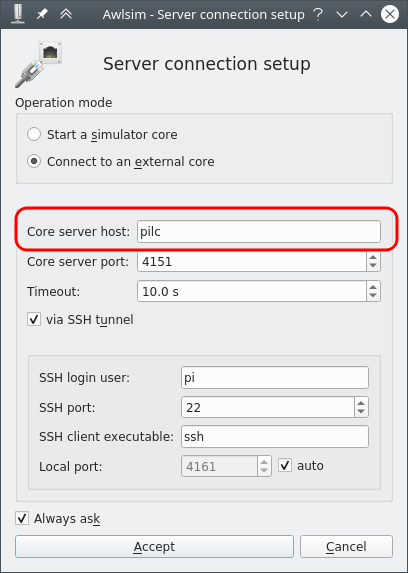 Awlsim - Server connection setup ?
Server connection setup
Operation mode
Start a simulator core
Connect to an external core
Core server host: pilc
Core server port: 4151
Timeout: 10.0 s
via SSH tunnel
SSH login user: pi
SSH port: 22
SSH client executable: ssh
Local port: 4161 auto
Always ask
Accept Cancel